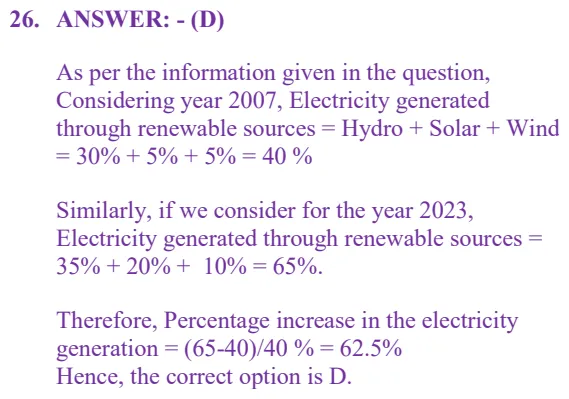 26. ANSWER: - (D)
As per the information given in the question,
Considering year 2007, Electricity generated
through renewable sources = Hydro + Solar + Wind
= 30% + 5% + 5% = 40 %
Similarly, if we consider for the year 2023,
Electricity generated through renewable sources =
35% + 20% + 10% = 65%.
Therefore, Percentage increase in the electricity
generation = (65-40)/40 % = 62.5%
Hence, the correct option is D.